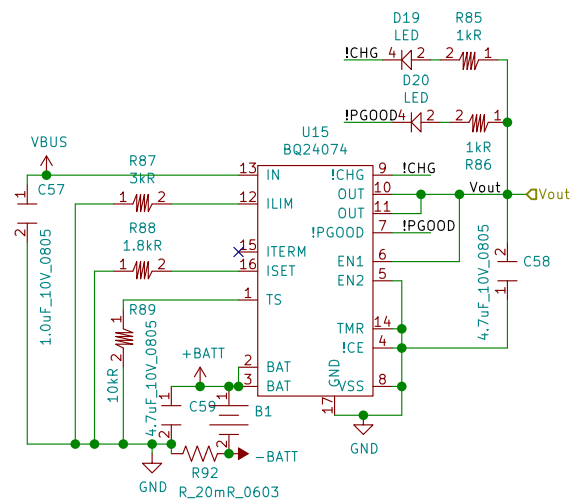 D19
LED
R85
1kR
!CHG
4
2
2
1
D20
LED
!PGOOD
4
2
2
1
1kR
R86
U15
BQ24074
VBUS
R87
3kR
13
IN
!CHG
9
!CHG
1
C57
OUT
10
Vout
Vout
1
2
12
ILIM
OUT
11
R88
1.8kR
!PGOOD
7
!PGOOD
2
15
ITERM
EN1
6
2
C58
1
2
16
ISET
EN2
5
1
4.7uF_10V_0805
1.0uF_10V_0805
R89
1
TS
1
2
10kR
TMR
14
!CE
4
+BATT
2
BAT
3
BAT
GND
VSS
8
17
1
C59
1
B1
4.7uF_10V_0805
2
2
GND
R92
-BATT
GND
R_20mR_0603